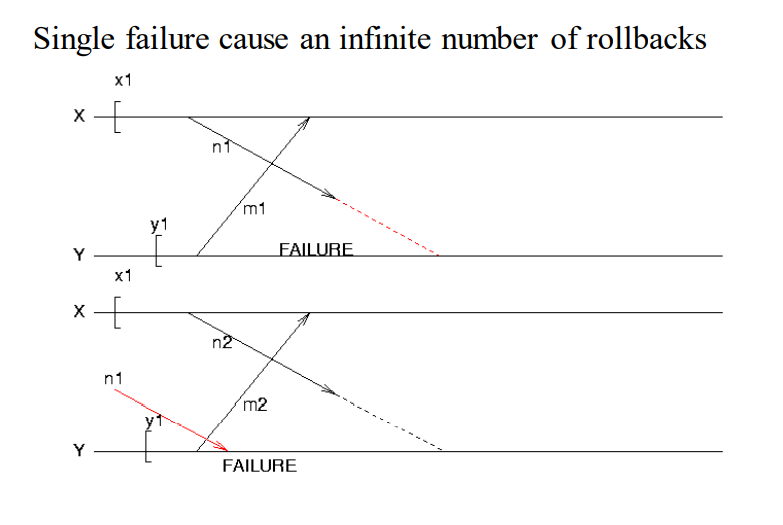 Single failure cause an infinite number of rollbacks
x1
X
n1
m1
y1
Y
FAILURE
x1
X
n2
n1
m2
y1
Y
FAILURE